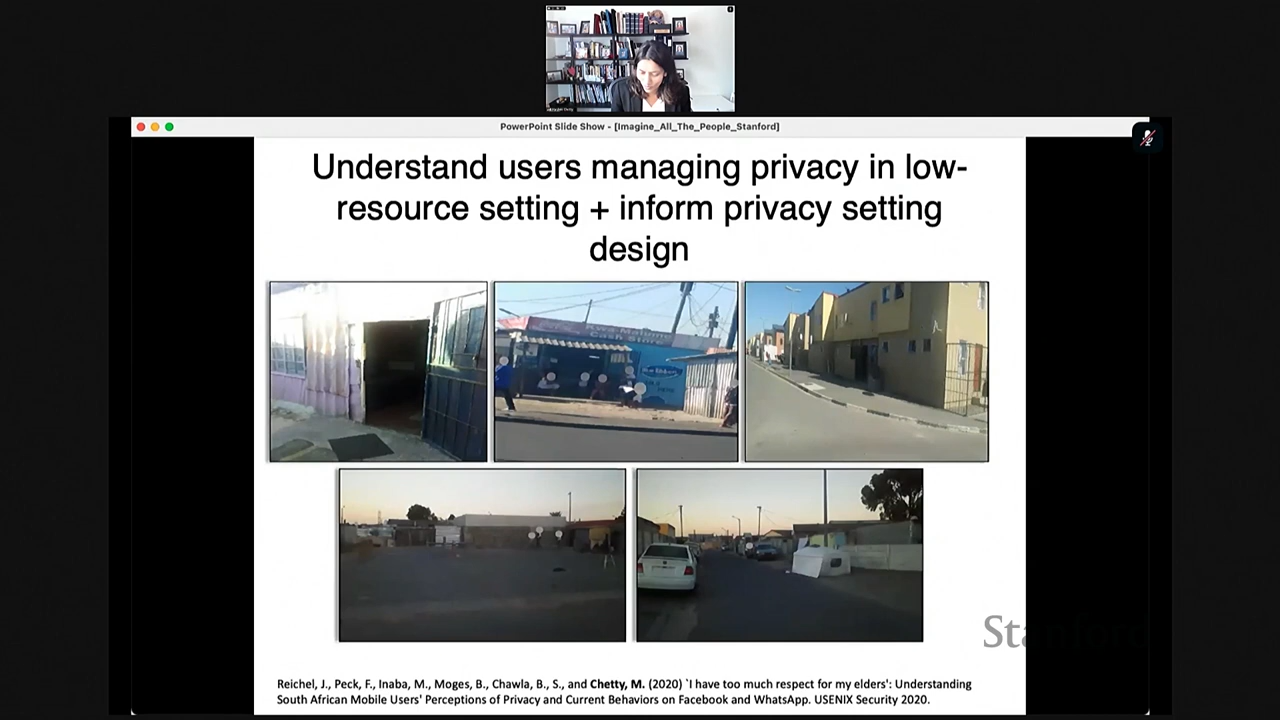 PowerPoint Slide Show - [Imagine_All_The_People_Stanford]
Understand users managing privacy in low-
resource setting + inform privacy setting
design
Cash Store
Stanford
Reichel, J., Peck, F., Inaba, M., Moges, B., Chawla, B., S., and Chetty, M. (2020) `I have too much respect for my elders': Understanding
South African Mobile Users' Perceptions of Privacy and Current Behaviors on Facebook and WhatsApp. USENIX Security 2020.